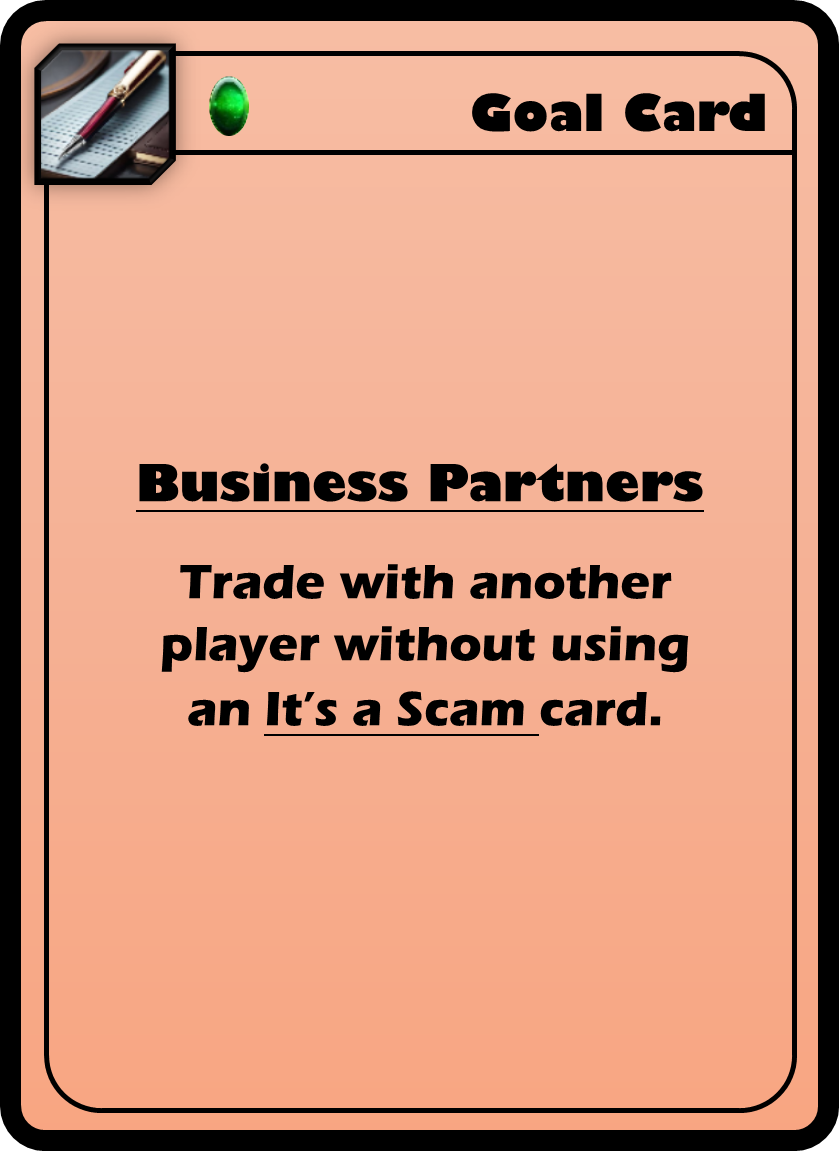 Goal Card
Business Partners
Trade with another
player without using
an It’s a Scam card.